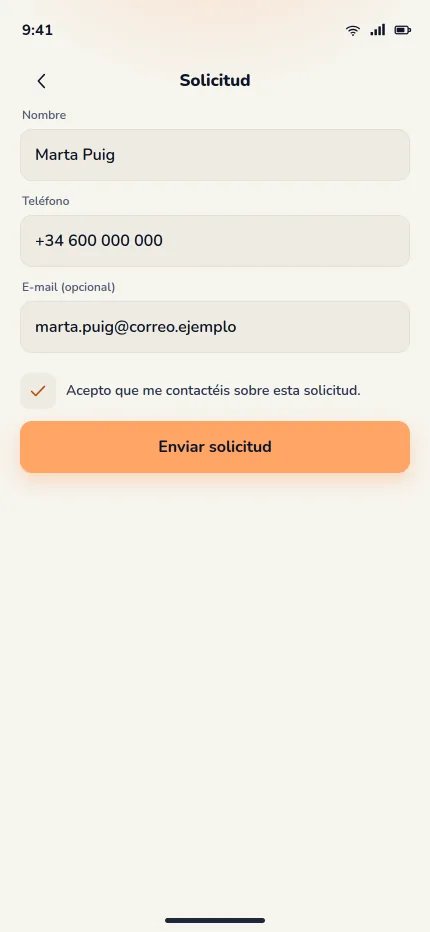 9:41
Solicitud
Nombre
Marta Puig
Teléfono
+34 600 000 000
E-mail (opcional)
marta.puig@correo.ejemplo
Acepto que me contactéis sobre esta solicitud.
Enviar solicitud